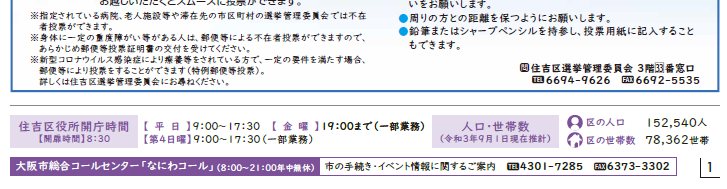 お越しいただくとスムーズに投票ができます。
※指定されている病院、老人施設等や滞在先の市区町村の選挙管理委員会では不在
者投票ができます。
※身体に一定の重度障がい等がある人は、郵便等による不在者投票ができますので、
あらかじめ郵便等投票証明書の交付を受けてください。
※新型コロナウイルス感染症により療養等をされている方で、一定の要件を満たす場合、
郵便等により投票をすることができます（特例郵便等投票）。
詳しくは住吉区選挙管理委員会にお尋ねください。
いをお願いします。
●周りの方との距離を保つようにお願いします。
●鉛筆またはシャープペンシルを持参し、投票用紙に記入すること
もできます。
問 住吉区選挙管理委員会 3階33番窓口
TEL 6694-9626 FAX 6692-5535
住吉区役所開庁時間
【開扉時間】8:30
【平 日】9:00〜17:30 【金 曜】19:00まで（一部業務）
【第4日曜】9:00〜17:30（一部業務）
人口・世帯数
（令和3年9月1日現在推計）
区の人口 152,540人
区の世帯数 78,362世帯
大阪市総合コールセンター「なにわコール」（8:00〜21:00年中無休） 市の手続き・イベント情報に関するご案内 TEL 4301-7285 FAX 6373-3302
1